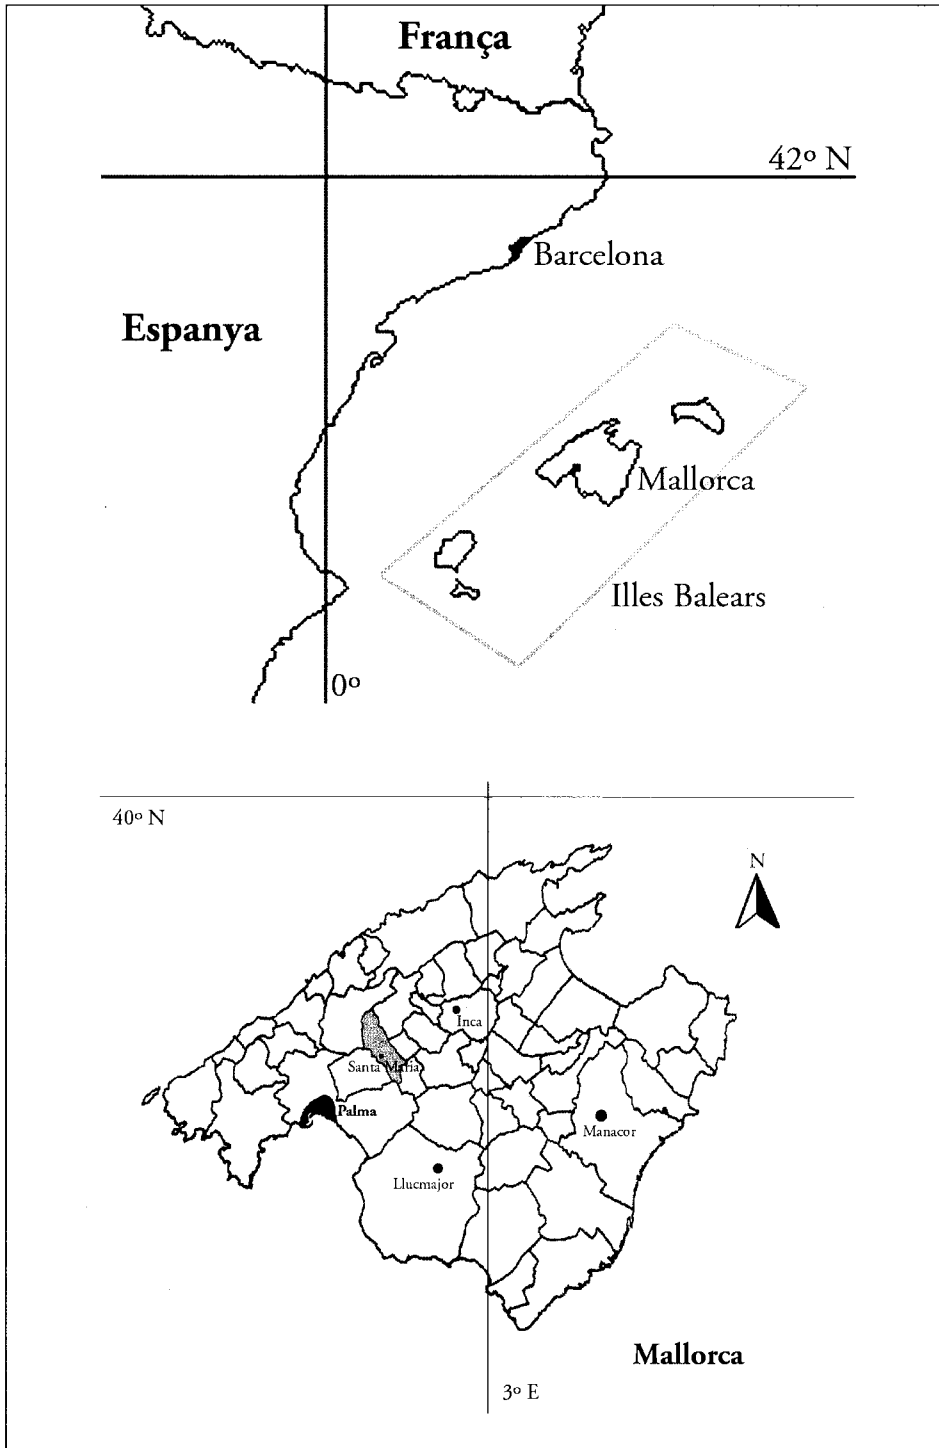 França
42º N
Barcelona
Espanya
Mallorca
Illes Balears
0º
40º N
N
Inca
Santa Maria
Palma
Manacor
Llucmajor
Mallorca
3º E